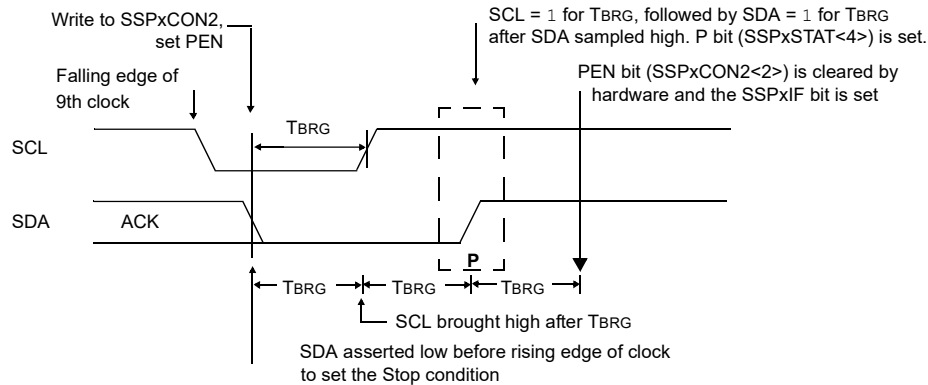 Write to SSPxCON2,
set PEN
SCL = 1 for TBRG, followed by SDA = 1 for TBRG
after SDA sampled high. P bit (SSPxSTAT<4>) is set.
Falling edge of
9th clock
PEN bit (SSPxCON2<2>) is cleared by
hardware and the SSPxIF bit is set
TBRG
SCL
SDA
ACK
P
TBRG
TBRG
TBRG
SCL brought high after TBRG
SDA asserted low before rising edge of clock
to set the Stop condition